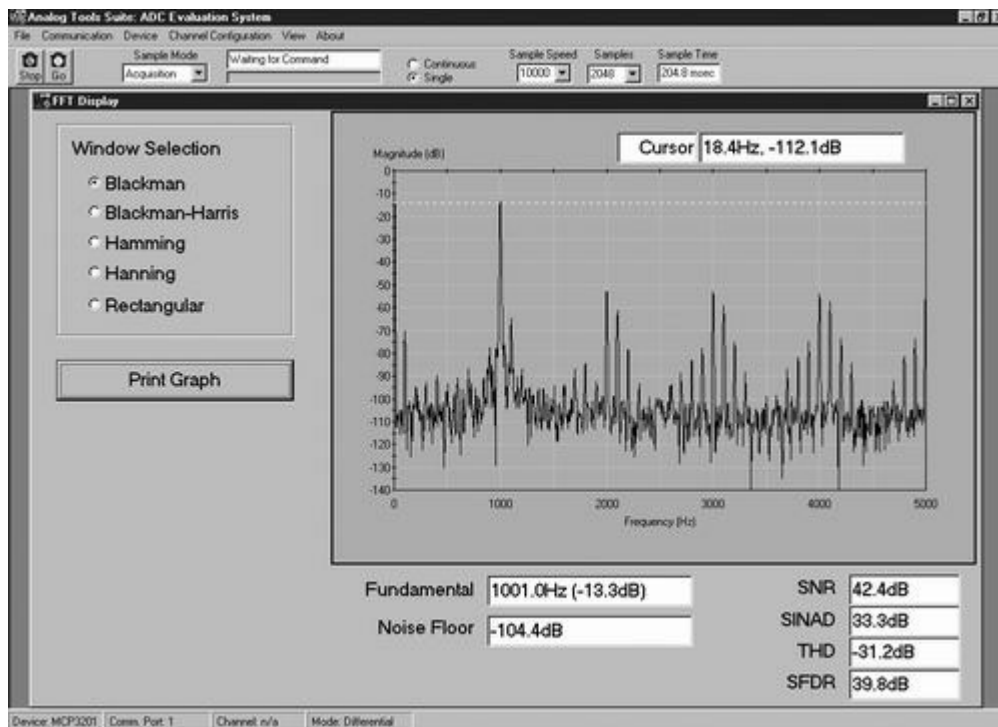 Analog Tools Suite: ADC Evaluation System
File Communication Device Channel Configuration View About
Stop Go
Sample Mode
Acquisition
Waiting for Command
Continuous
Single
Sample Speed
10000
Samples
2048
Sample Time
204.8 msec
FFT Display
Window Selection
Blackman
Blackman-Harris
Hamming
Hanning
Rectangular
Print Graph
Cursor 18.4Hz, -112.1dB
Magnitude (dB)
0
-10
-20
-30
-40
-50
-60
-70
-80
-90
-100
-110
-120
-130
-140
0 1000 2000 3000 4000 5000
Frequency (Hz)
Fundamental 1001.0Hz (-13.3dB)
Noise Floor -104.4dB
SNR 42.4dB
SINAD 33.3dB
THD -31.2dB
SFDR 39.8dB
Device: MCP3201 Comm. Port: 1 Channel: n/a Mode: Differential